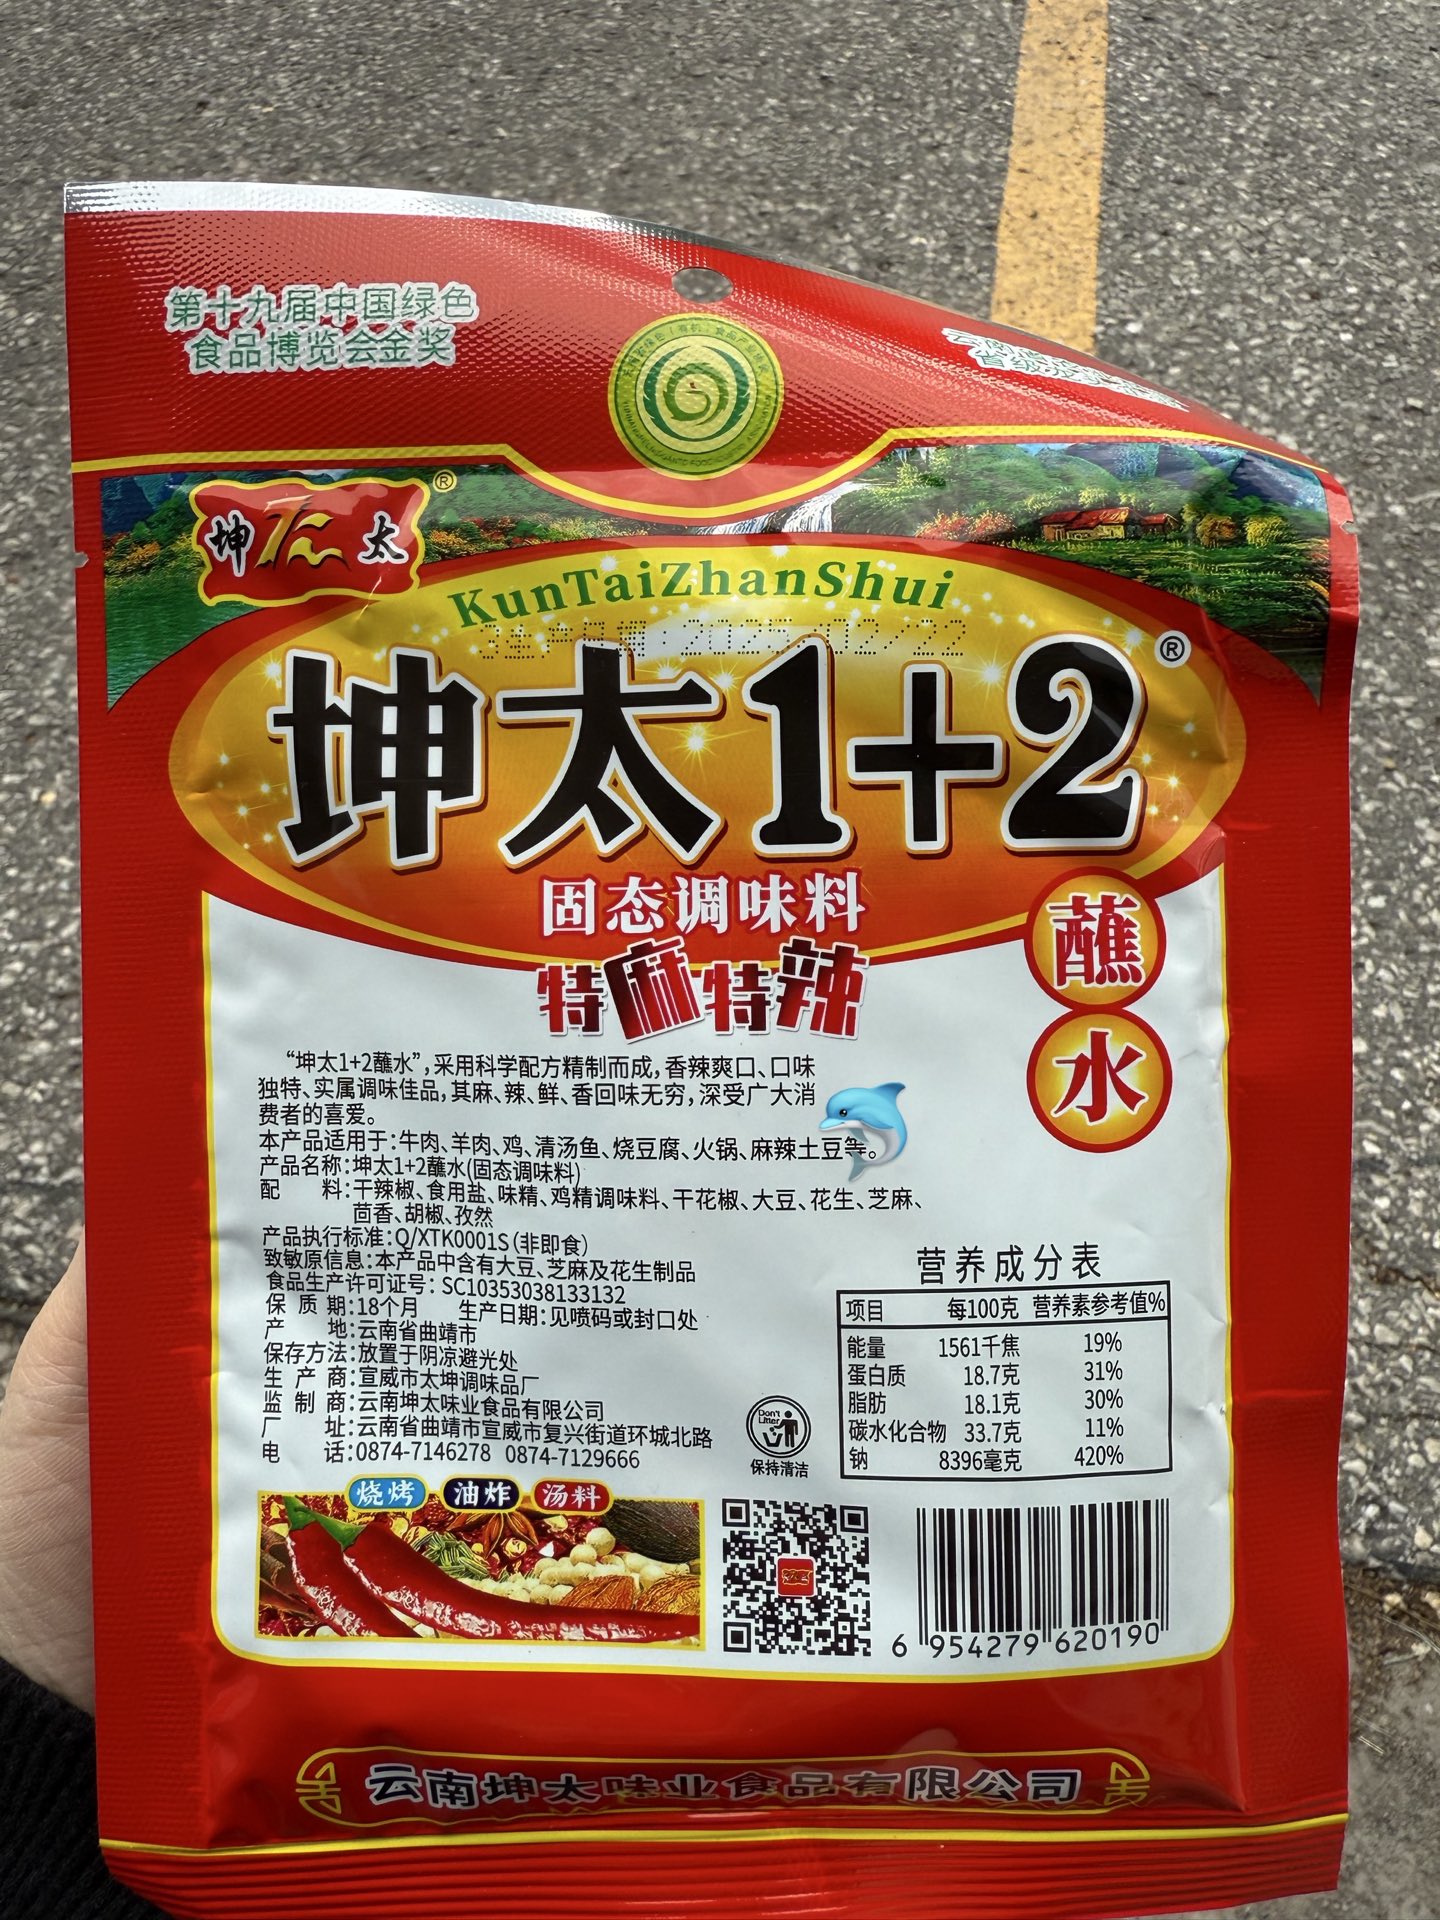 第十九届中国绿色
食品博览会金奖
坤太®
KunTaiZhanShui
生产日期:2025/02/22
坤太1+2®
固态调味料
特麻特辣
蘸
水
“坤太1+2蘸水”,采用科学配方精制而成,香辣爽口、口味
独特、实属调味佳品,其麻、辣、鲜、香回味无穷,深受广大消
费者的喜爱。
本产品适用于:牛肉、羊肉、鸡、清汤鱼、烧豆腐、火锅、麻辣土豆等。
产品名称:坤太1+2蘸水(固态调味料)
配 料:干辣椒、食用盐、味精、鸡精调味料、干花椒、大豆、花生、芝麻、
茴香、胡椒、孜然
产品执行标准:Q/XTK0001S(非即食)
致敏原信息:本产品中含有大豆、芝麻及花生制品
食品生产许可证号: SC10353038133132
保 质 期:18个月 生产日期:见喷码或封口处
产 地:云南省曲靖市
保存方法:放置于阴凉避光处
生 产 商:宣威市太坤调味品厂
监 制 商:云南坤太味业食品有限公司
厂 址:云南省曲靖市宣威市复兴街道环城北路
电 话:0874-7146278 0874-7129666
营养成分表
项目 每100克 营养素参考值%
能量 1561千焦 19%
蛋白质 18.7克 31%
脂肪 18.1克 30%
碳水化合物 33.7克 11%
钠 8396毫克 420%
Don't
Litter
保持清洁
烧烤 油炸 汤料
6 954279 620190
云南坤太味业食品有限公司